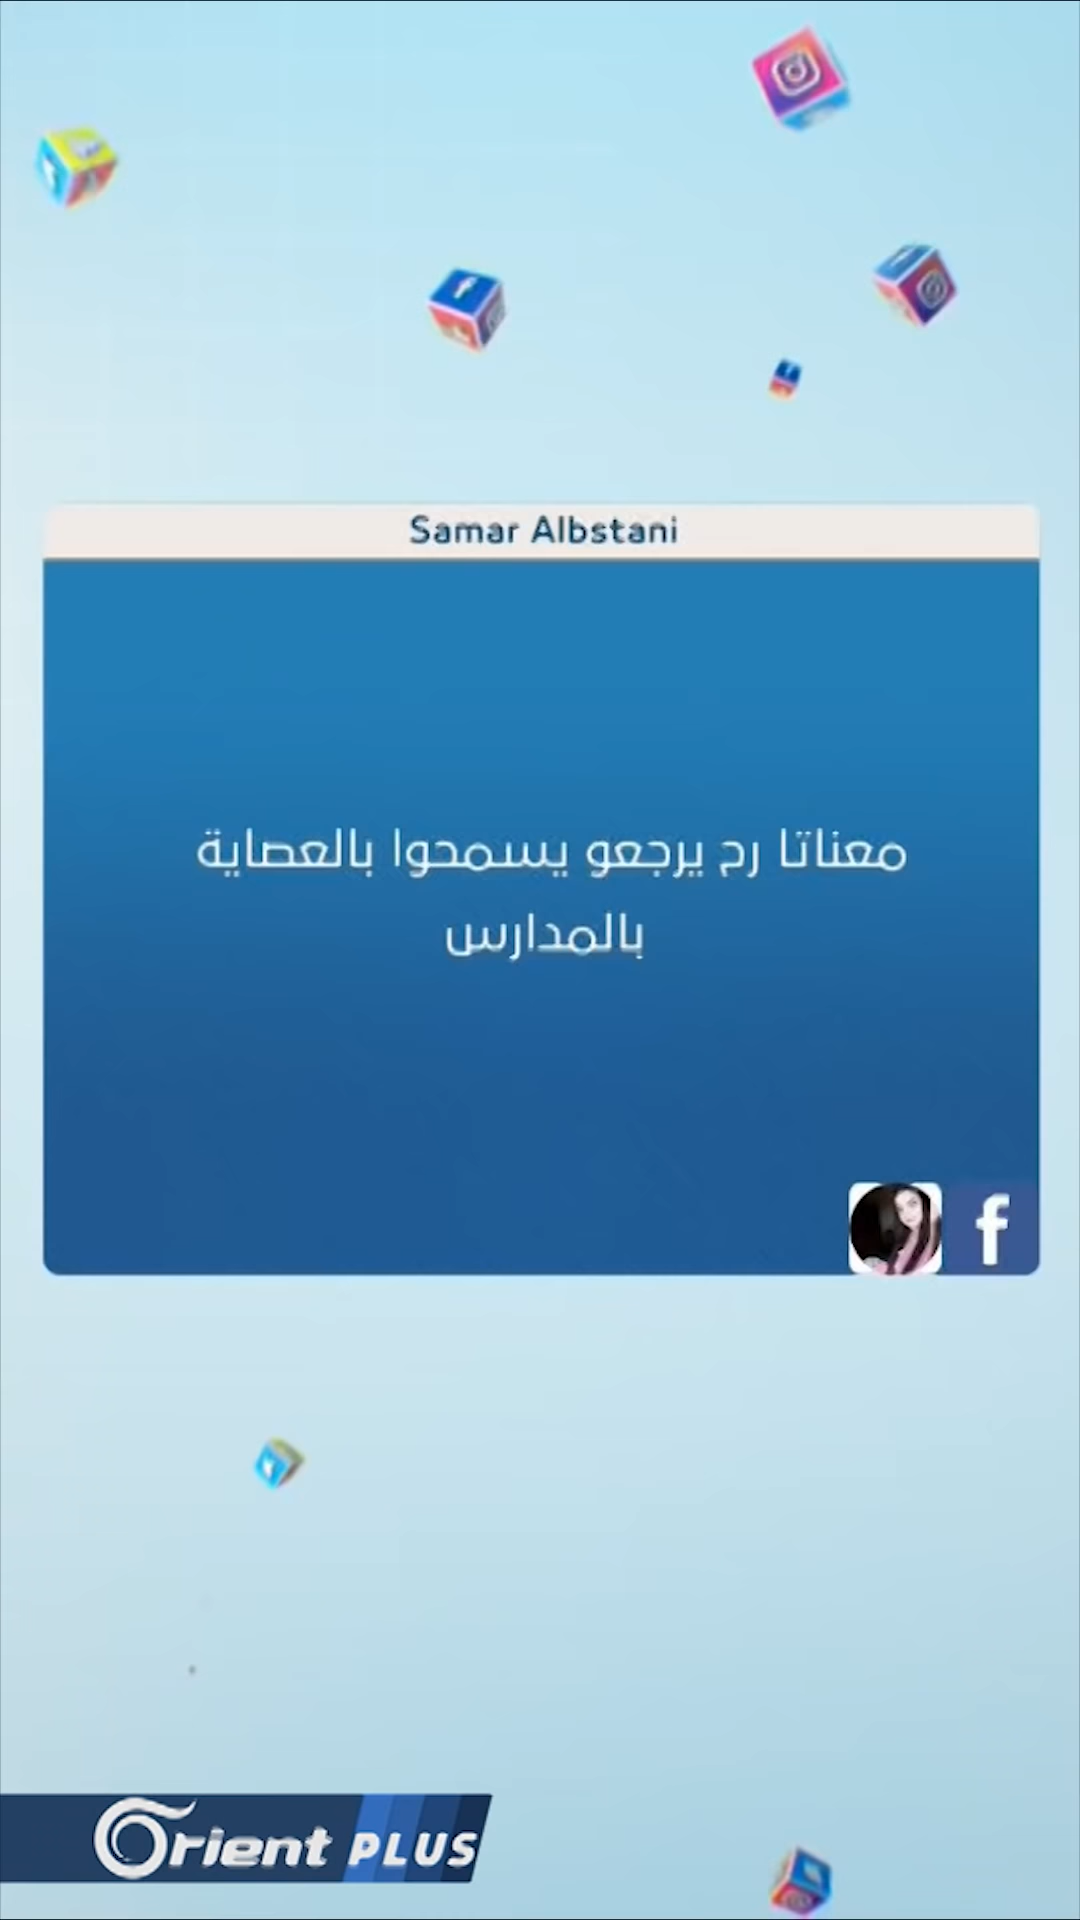 Samar Albstani
معناتا رح يرجعو يسمحوا بالعصاية
بالمدارس
Orient PLUS